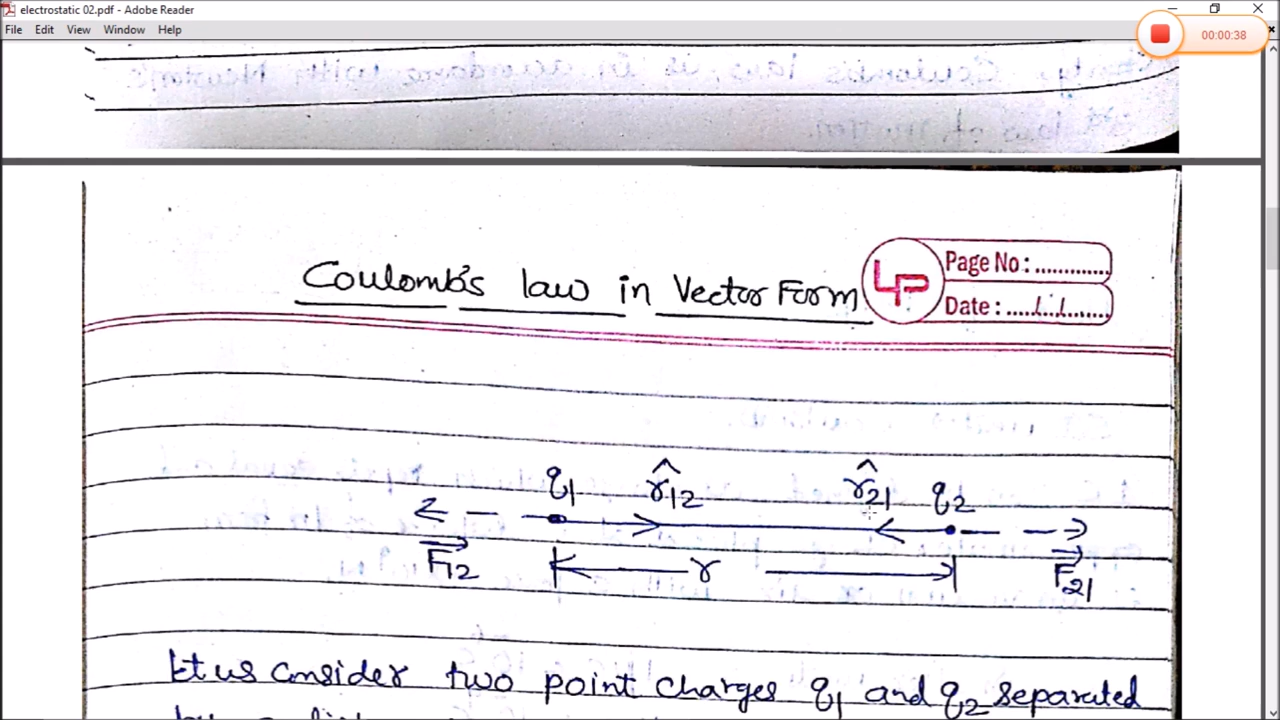 electrostatic 02.pdf - Adobe Reader
File Edit View Window Help
00:00:38
Coulomb's law in Vector Form
LP
Page No : .............
Date : ...../../.......
q1 r̂12 r̂21 q2
F⃗12 r F⃗21
Let us consider two point charges q1 and q2 separated
by a